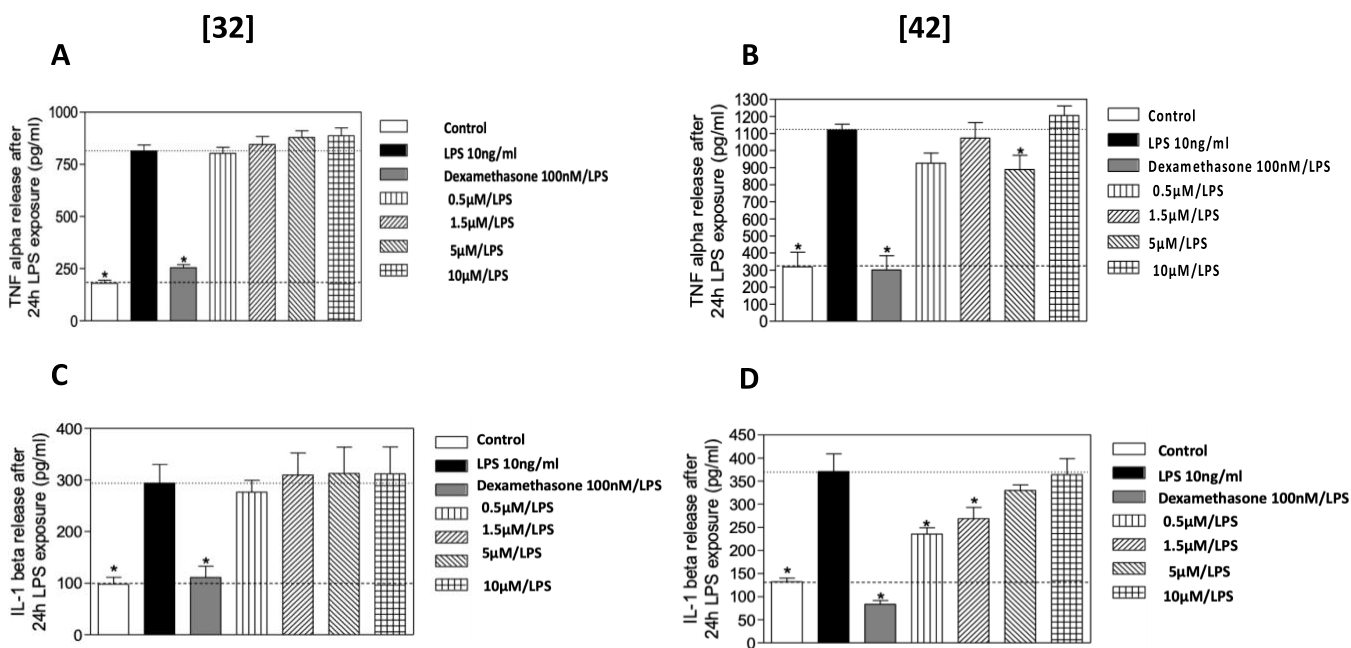 [32]
[42]
A
TNF alpha release after
24h LPS exposure (pg/ml)
1000
750
500
250
0
*
*
Control
LPS 10ng/ml
Dexamethasone 100nM/LPS
0.5µM/LPS
1.5µM/LPS
5µM/LPS
10µM/LPS
B
TNF alpha release after
24h LPS exposure (pg/ml)
1300
1200
1100
1000
900
800
700
600
500
400
300
200
100
0
*
*
*
Control
LPS 10ng/ml
Dexamethasone 100nM/LPS
0.5µM/LPS
1.5µM/LPS
5µM/LPS
10µM/LPS
C
IL-1 beta release after
24h LPS exposure (pg/ml)
400
300
200
100
0
*
*
Control
LPS 10ng/ml
Dexamethasone 100nM/LPS
0.5µM/LPS
1.5µM/LPS
5µM/LPS
10µM/LPS
D
IL-1 beta release after
24h LPS exposure (pg/ml)
450
400
350
300
250
200
150
100
50
0
*
*
*
*
Control
LPS 10ng/ml
Dexamethasone 100nM/LPS
0.5µM/LPS
1.5µM/LPS
5µM/LPS
10µM/LPS